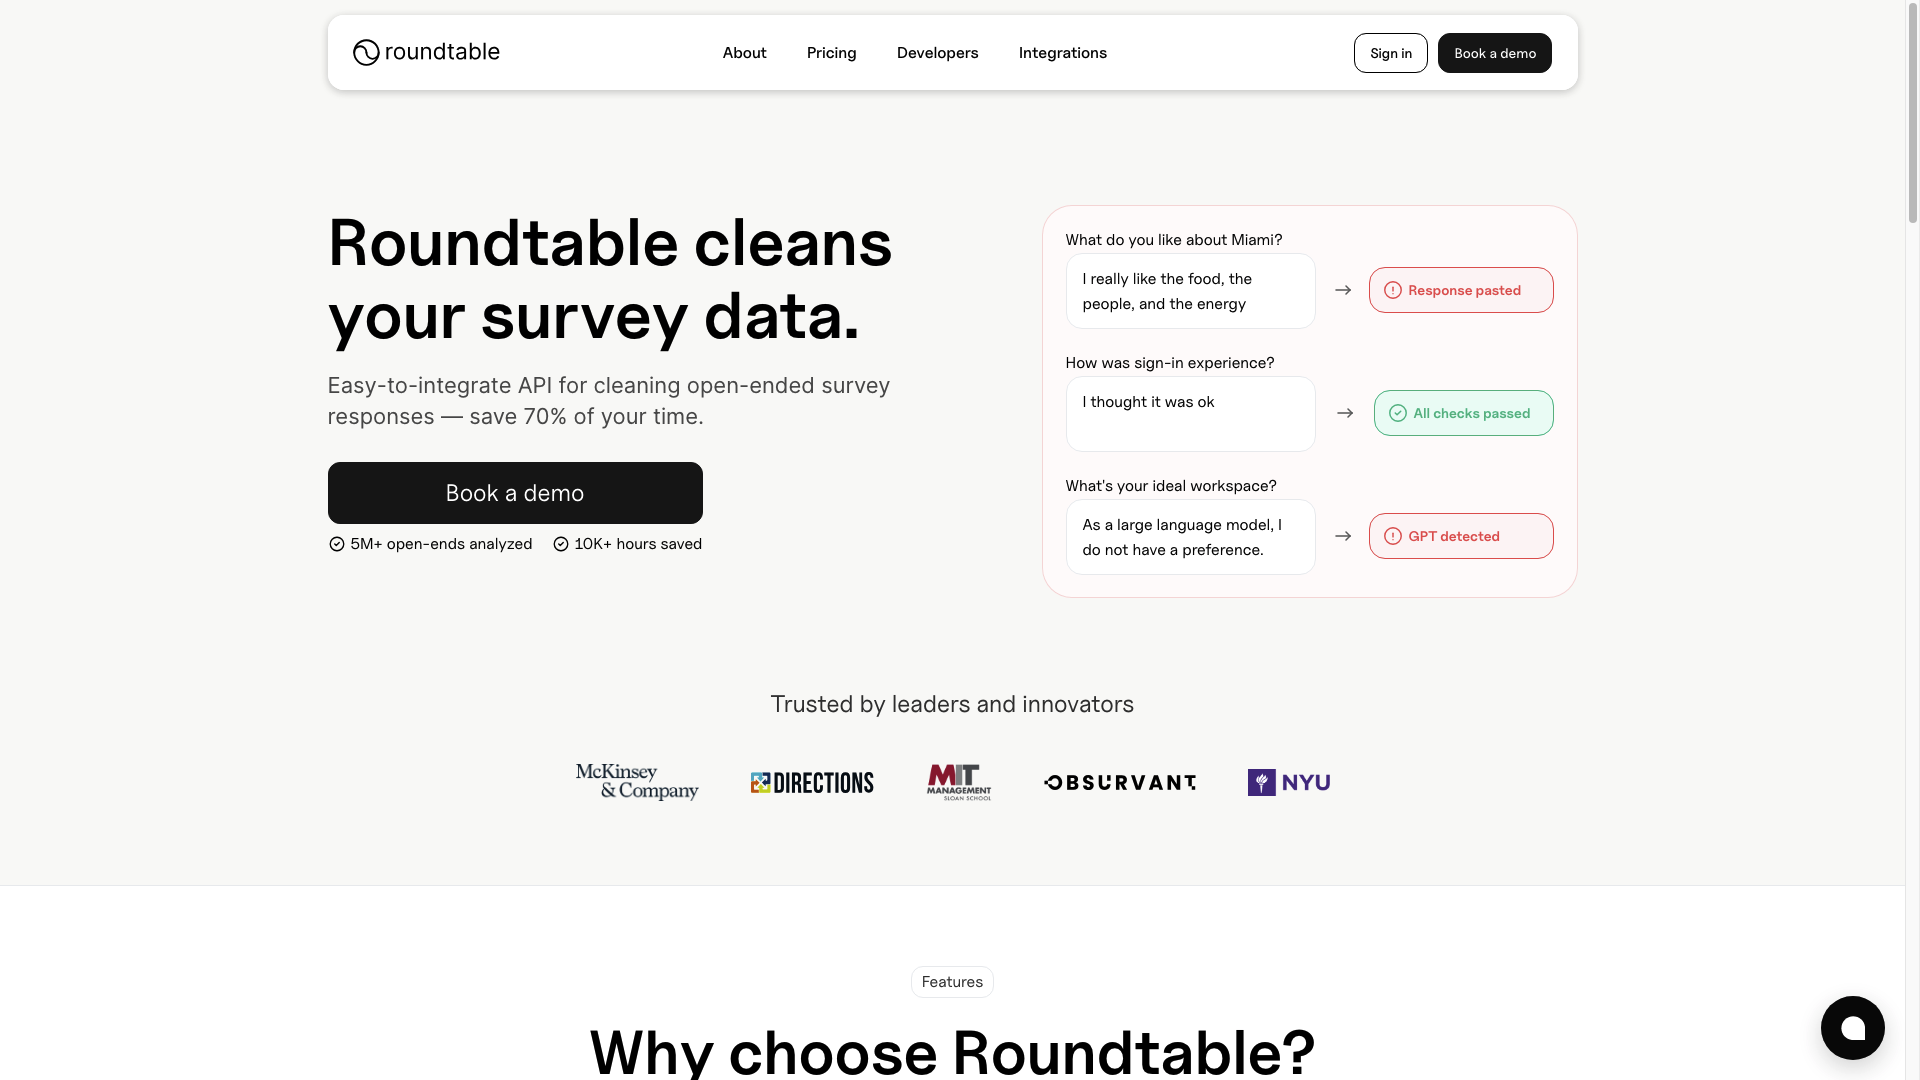 roundtable
About
Pricing
Developers
Integrations
Sign in
Book a demo
Roundtable cleans
your survey data.
Easy-to-integrate API for cleaning open-ended survey
responses — save 70% of your time.
Book a demo
5M+ open-ends analyzed
10K+ hours saved
What do you like about Miami?
I really like the food, the
people, and the energy
Response pasted
How was sign-in experience?
I thought it was ok
All checks passed
What's your ideal workspace?
As a large language model, I
do not have a preference.
GPT detected
Trusted by leaders and innovators
McKinsey
& Company
DIRECTIONS
MIT
MANAGEMENT
SLOAN SCHOOL
OBSURVANT
NYU
Features
Why choose Roundtable?